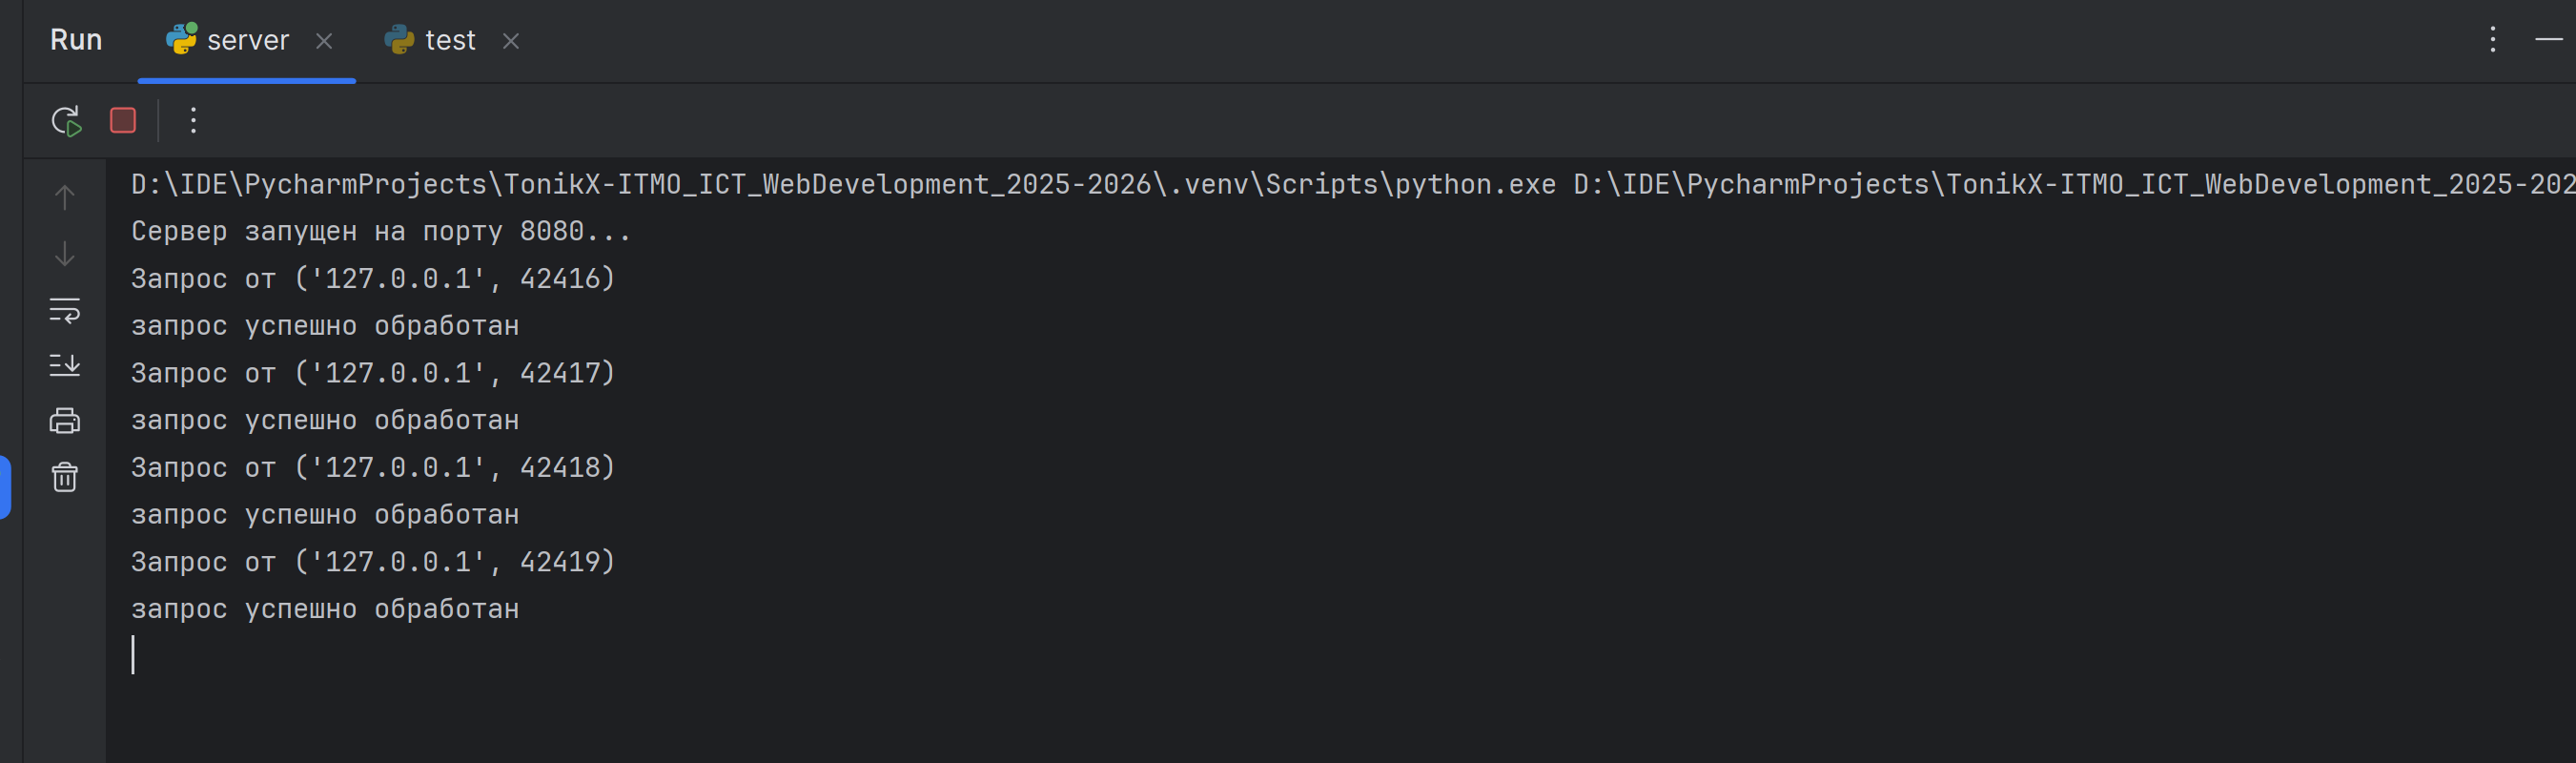 Run server test
D:\IDE\PycharmProjects\TonikX-ITMO_ICT_WebDevelopment_2025-2026\.venv\Scripts\python.exe D:\IDE\PycharmProjects\TonikX-ITMO_ICT_WebDevelopment_2025-202
Сервер запущен на порту 8080...
Запрос от ('127.0.0.1', 42416)
запрос успешно обработан
Запрос от ('127.0.0.1', 42417)
запрос успешно обработан
Запрос от ('127.0.0.1', 42418)
запрос успешно обработан
Запрос от ('127.0.0.1', 42419)
запрос успешно обработан